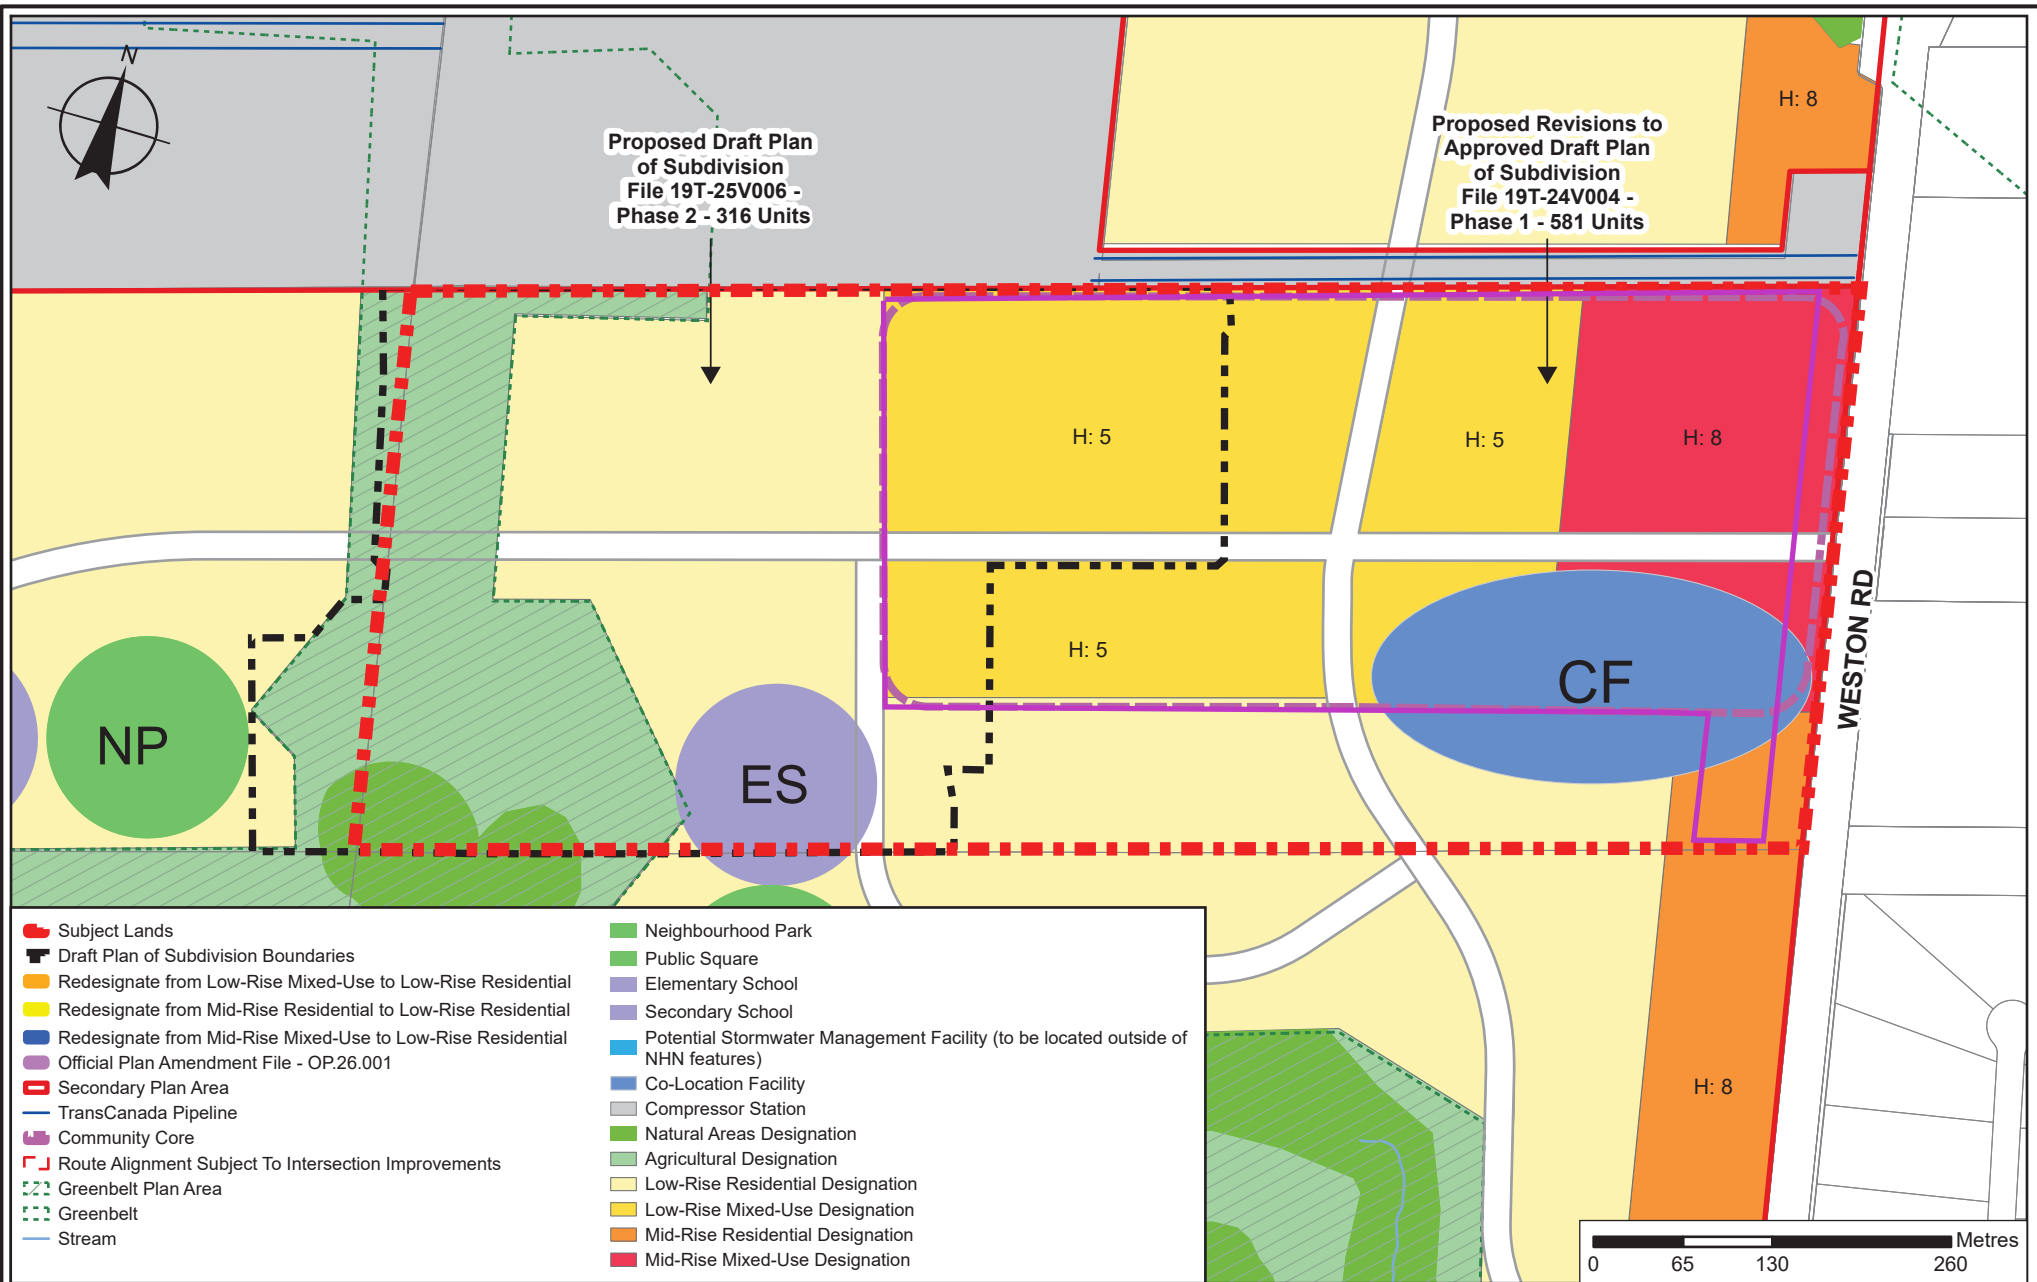 N
H: 8
Proposed Draft Plan
of Subdivision
File 19T-25V006 -
Phase 2 - 316 Units
Proposed Revisions to
Approved Draft Plan
of Subdivision
File 19T-24V004 -
Phase 1 - 581 Units
H: 5
H: 5
H: 8
H: 5
CF
WESTON RD
NP
ES
H: 8
Subject Lands
Draft Plan of Subdivision Boundaries
Redesignate from Low-Rise Mixed-Use to Low-Rise Residential
Redesignate from Mid-Rise Residential to Low-Rise Residential
Redesignate from Mid-Rise Mixed-Use to Low-Rise Residential
Official Plan Amendment File - OP.26.001
Secondary Plan Area
TransCanada Pipeline
Community Core
Route Alignment Subject To Intersection Improvements
Greenbelt Plan Area
Greenbelt
Stream
Neighbourhood Park
Public Square
Elementary School
Secondary School
Potential Stormwater Management Facility (to be located outside of
NHN features)
Co-Location Facility
Compressor Station
Natural Areas Designation
Agricultural Designation
Low-Rise Residential Designation
Low-Rise Mixed-Use Designation
Mid-Rise Residential Designation
Mid-Rise Mixed-Use Designation
Metres
0 65 130 260